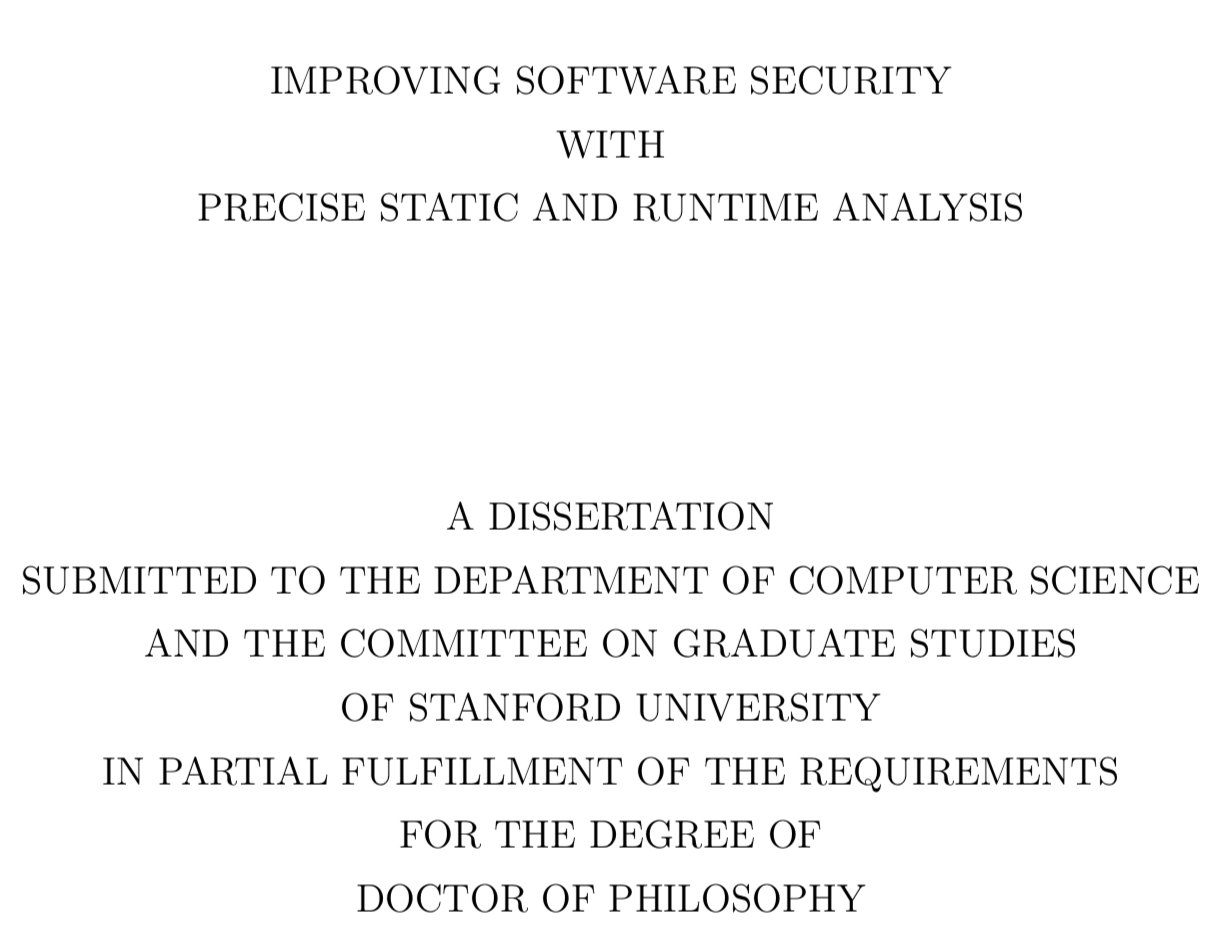 IMPROVING SOFTWARE SECURITY
WITH
PRECISE STATIC AND RUNTIME ANALYSIS
A DISSERTATION
SUBMITTED TO THE DEPARTMENT OF COMPUTER SCIENCE
AND THE COMMITTEE ON GRADUATE STUDIES
OF STANFORD UNIVERSITY
IN PARTIAL FULFILLMENT OF THE REQUIREMENTS
FOR THE DEGREE OF
DOCTOR OF PHILOSOPHY